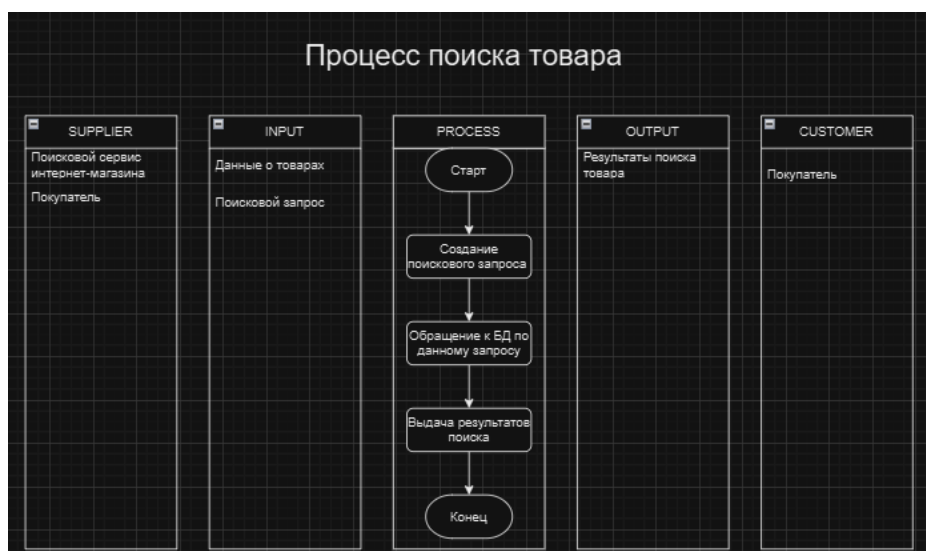 Процесс поиска товара
SUPPLIER
Поисковой сервис
интернет-магазина
Покупатель
INPUT
Данные о товарах
Поисковой запрос
PROCESS
Старт
Создание
поискового запроса
Обращение к БД по
данному запросу
Выдача результатов
поиска
Конец
OUTPUT
Результаты поиска
товара
CUSTOMER
Покупатель